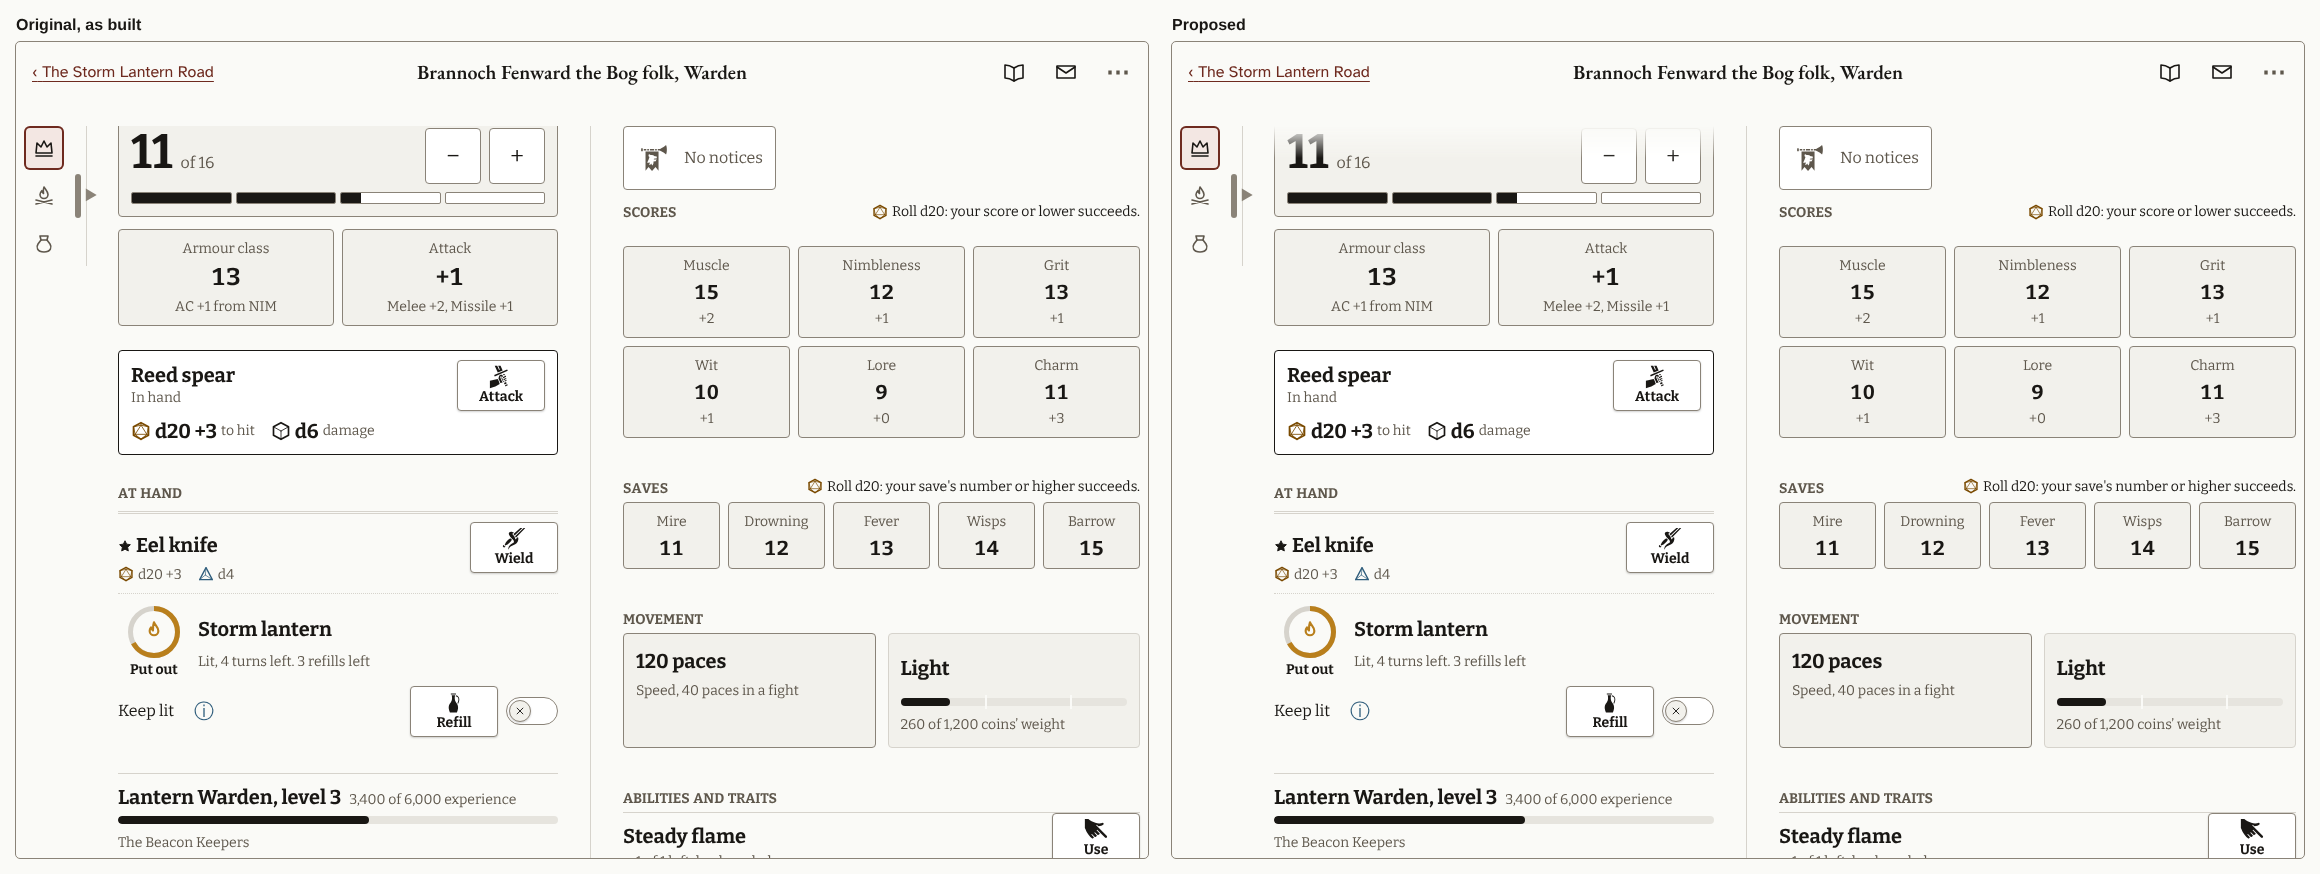 Original, as built
‹ The Storm Lantern Road
Brannoch Fenward the Bog folk, Warden
11 of 16
− +
Armour class
13
AC +1 from NIM
Attack
+1
Melee +2, Missile +1
Reed spear
In hand
Attack
d20 +3 to hit d6 damage
AT HAND
Eel knife
d20 +3 d4
Wield
Storm lantern
Lit, 4 turns left. 3 refills left
Put out
Keep lit
Refill
Lantern Warden, level 3 3,400 of 6,000 experience
The Beacon Keepers
No notices
SCORES
Roll d20: your score or lower succeeds.
Muscle
15
+2
Nimbleness
12
+1
Grit
13
+1
Wit
10
+1
Lore
9
+0
Charm
11
+3
SAVES
Roll d20: your save's number or higher succeeds.
Mire
11
Drowning
12
Fever
13
Wisps
14
Barrow
15
MOVEMENT
120 paces
Speed, 40 paces in a fight
Light
260 of 1,200 coins’ weight
ABILITIES AND TRAITS
Steady flame
Use
Proposed
‹ The Storm Lantern Road
Brannoch Fenward the Bog folk, Warden
11 of 16
− +
Armour class
13
AC +1 from NIM
Attack
+1
Melee +2, Missile +1
Reed spear
In hand
Attack
d20 +3 to hit d6 damage
AT HAND
Eel knife
d20 +3 d4
Wield
Storm lantern
Lit, 4 turns left. 3 refills left
Put out
Keep lit
Refill
Lantern Warden, level 3 3,400 of 6,000 experience
The Beacon Keepers
No notices
SCORES
Roll d20: your score or lower succeeds.
Muscle
15
+2
Nimbleness
12
+1
Grit
13
+1
Wit
10
+1
Lore
9
+0
Charm
11
+3
SAVES
Roll d20: your save's number or higher succeeds.
Mire
11
Drowning
12
Fever
13
Wisps
14
Barrow
15
MOVEMENT
120 paces
Speed, 40 paces in a fight
Light
260 of 1,200 coins’ weight
ABILITIES AND TRAITS
Steady flame
Use